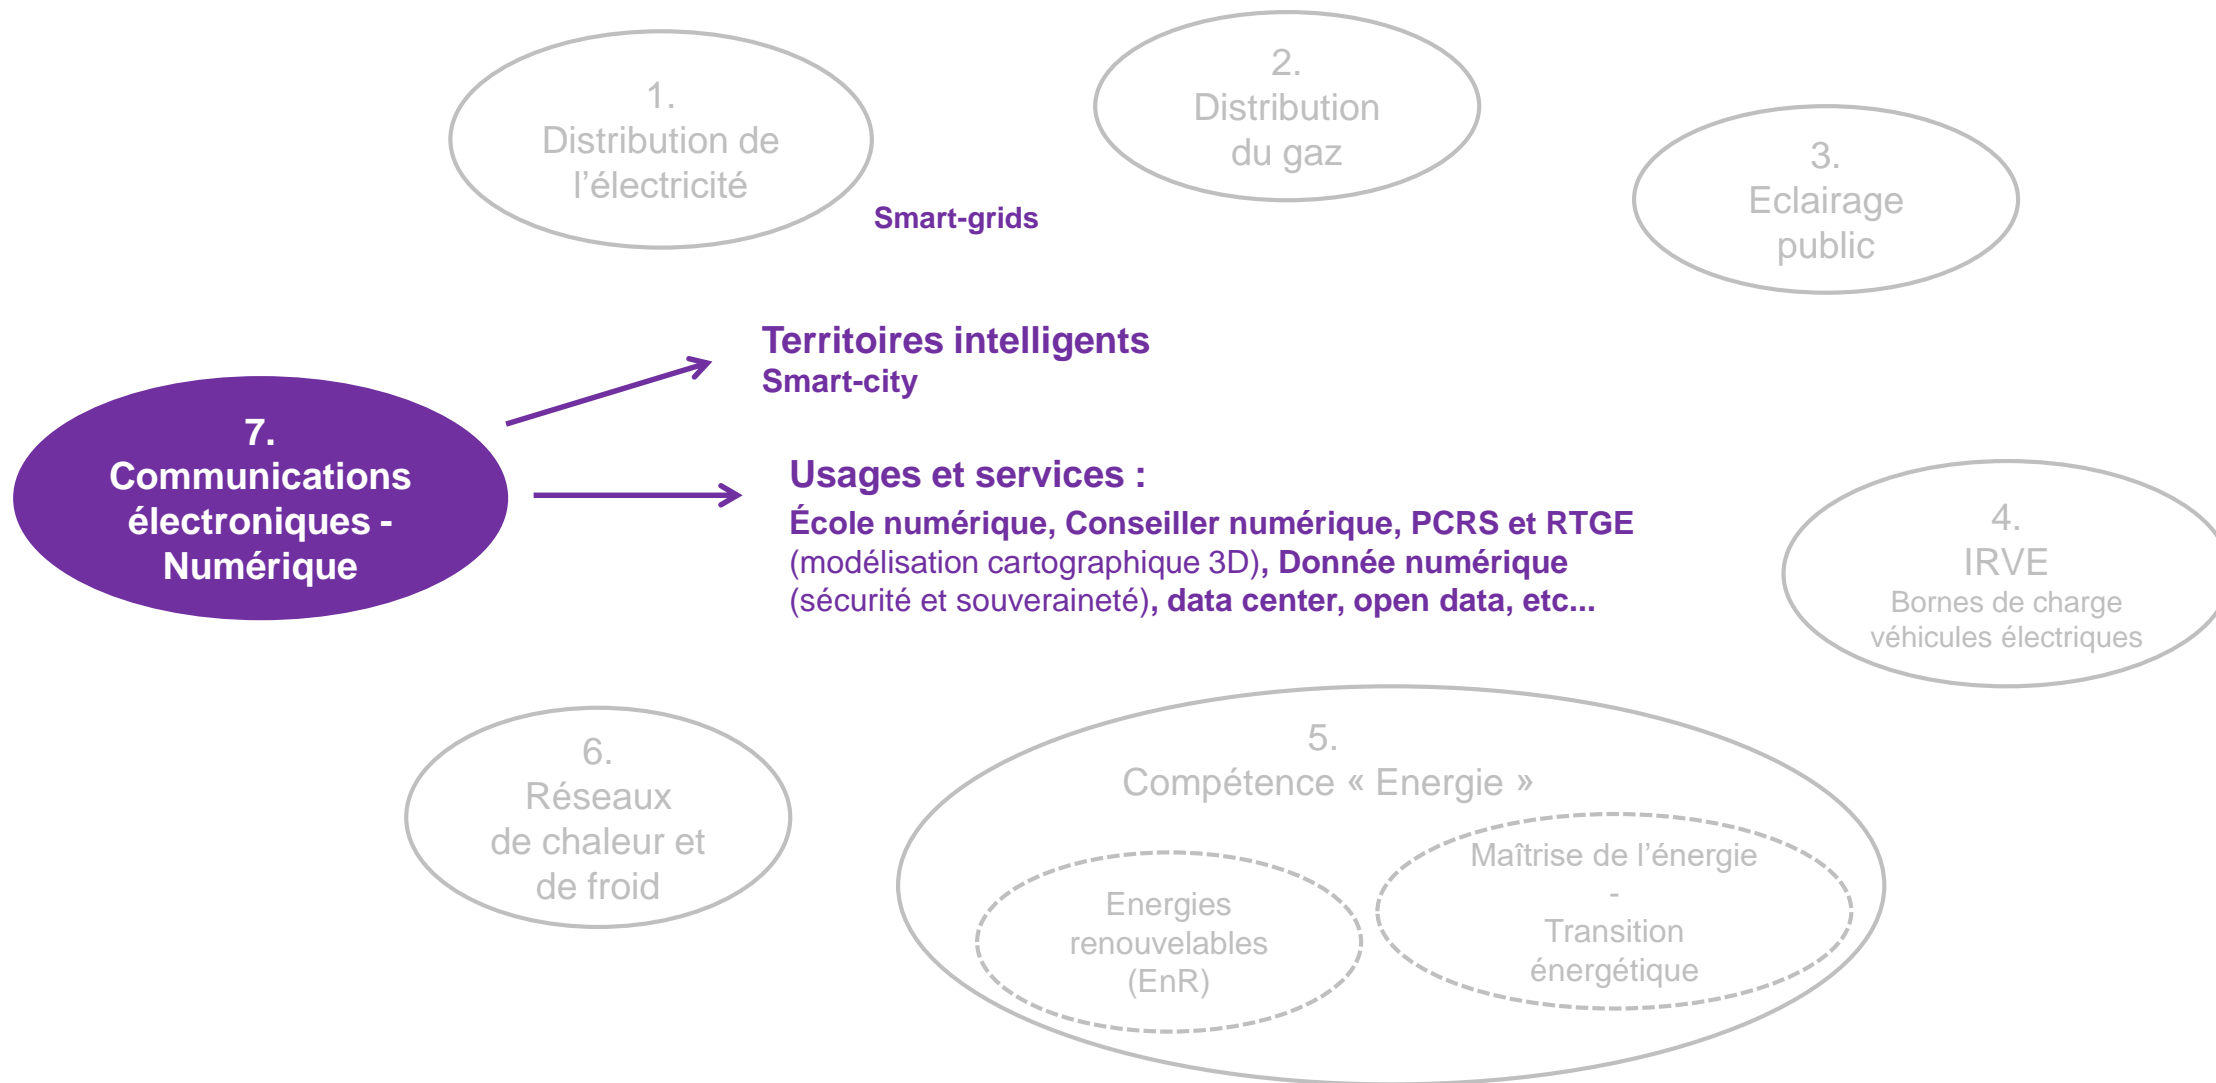 1.
Distribution de
l’électricité
2.
Distribution
du gaz
3.
Eclairage
public
Smart-grids
Territoires intelligents
Smart-city
7.
Communications
électroniques -
Numérique
Usages et services :
École numérique, Conseiller numérique, PCRS et RTGE
(modélisation cartographique 3D), Donnée numérique
(sécurité et souveraineté), data center, open data, etc...
4.
IRVE
Bornes de charge
véhicules électriques
6.
Réseaux
de chaleur et
de froid
5.
Compétence « Energie »
Energies
renouvelables
(EnR)
Maîtrise de l’énergie
-
Transition
énergétique